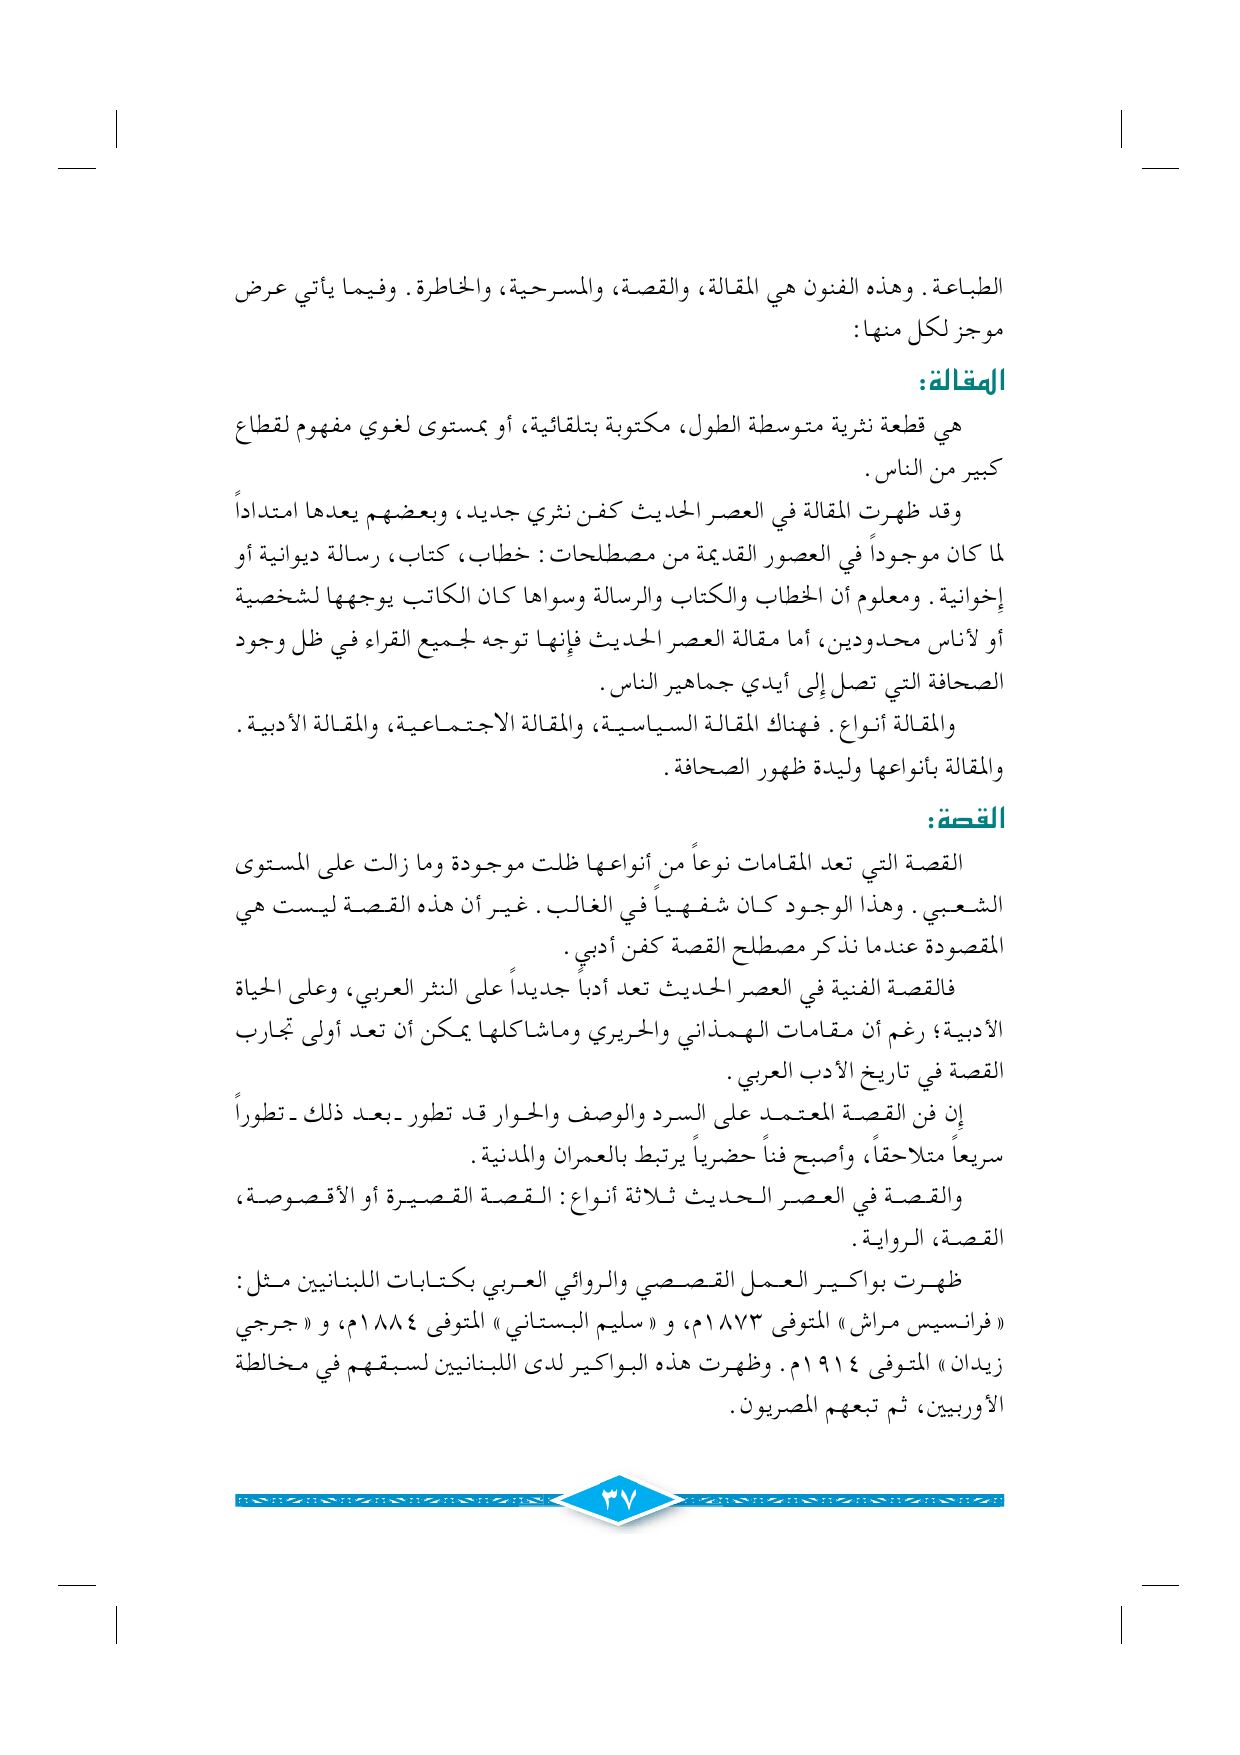 الطباعة. وهذه الفنون هي المقالة، والقصة، والمسرحية، والخاطرة. وفيما يأتي عرض
موجز لكل منها:
المقالة:
هي قطعة نثرية متوسطة الطول، مكتوبة بتلقائية، أو بمستوى لغوي مفهوم لقطاع
كبير من الناس.
وقد ظهرت المقالة في العصر الحديث كفن نثري جديد، وبعضهم يعدها امتداداً
لما كان موجوداً في العصور القديمة من مصطلحات: خطاب، كتاب، رسالة ديوانية أو
إخوانية. ومعلوم أن الخطاب والكتاب والرسالة وسواها كان الكاتب يوجهها لشخصية
أو لأناس محدودين، أما مقالة العصر الحديث فإنها توجه لجميع القراء في ظل وجود
الصحافة التي تصل إلى أيدي جماهير الناس.
والمقالة أنواع. فهناك المقالة السياسية، والمقالة الاجتماعية، والمقالة الأدبية.
والمقالة بأنواعها وليدة ظهور الصحافة.
القصة:
القصة التي تعد المقامات نوعاً من أنواعها ظلت موجودة وما زالت على المستوى
الشعبي. وهذا الوجود كان شفهياً في الغالب. غير أن هذه القصة ليست هي
المقصودة عندما نذكر مصطلح القصة كفن أدبي.
فالقصة الفنية في العصر الحديث تعد أدباً جديداً على النثر العربي، وعلى الحياة
الأدبية؛ رغم أن مقامات الهمذاني والحريري وماشاكلها يمكن أن تعد أولى تجارب
القصة في تاريخ الأدب العربي.
إن فن القصة المعتمد على السرد والوصف والحوار قد تطور ـ بعد ذلك ـ تطوراً
سريعاً متلاحقاً، وأصبح فناً حضرياً يرتبط بالعمران والمدنية.
والقصة في العصر الحديث ثلاثة أنواع: القصة القصيرة أو الأقصوصة،
القصة، الرواية.
ظهرت بواكير العمل القصصي والروائي العربي بكتابات اللبنانيين مثل:
«فرانسيس مراش» المتوفى ١٨٧٣م، و «سليم البستاني» المتوفى ١٨٨٤م، و «جرجي
زيدان» المتوفى ١٩١٤م. وظهرت هذه البواكير لدى اللبنانيين لسبقهم في مخالطة
الأوربيين، ثم تبعهم المصريون.
٣٧